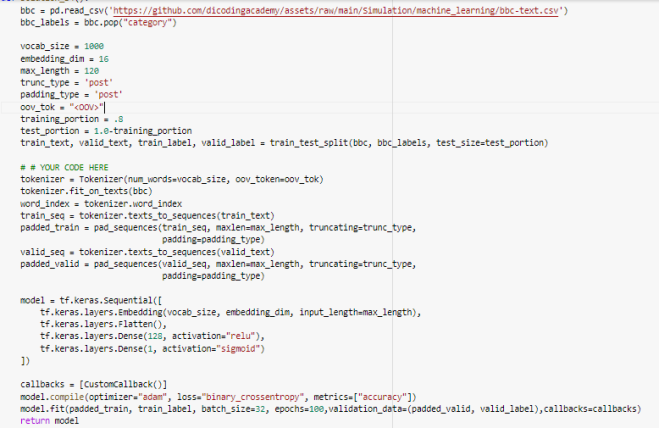 bbc = pd.read_csv('https://github.com/dicodingacademy/assets/raw/main/Simulation/machine_learning/bbc-text.csv')
bbc_labels = bbc.pop("category")
vocab_size = 1000
embedding_dim = 16
max_length = 120
trunc_type = 'post'
padding_type = 'post'
oov_tok = "<OOV>"
training_portion = .8
test_portion = 1.0-training_portion
train_text, valid_text, train_label, valid_label = train_test_split(bbc, bbc_labels, test_size=test_portion)
# # YOUR CODE HERE
tokenizer = Tokenizer(num_words=vocab_size, oov_token=oov_tok)
tokenizer.fit_on_texts(bbc)
word_index = tokenizer.word_index
train_seq = tokenizer.texts_to_sequences(train_text)
padded_train = pad_sequences(train_seq, maxlen=max_length, truncating=trunc_type,
padding=padding_type)
valid_seq = tokenizer.texts_to_sequences(valid_text)
padded_valid = pad_sequences(valid_seq, maxlen=max_length, truncating=trunc_type,
padding=padding_type)
model = tf.keras.Sequential([
tf.keras.layers.Embedding(vocab_size, embedding_dim, input_length=max_length),
tf.keras.layers.Flatten(),
tf.keras.layers.Dense(128, activation="relu"),
tf.keras.layers.Dense(1, activation="sigmoid")
])
callbacks = [CustomCallback()]
model.compile(optimizer="adam", loss="binary_crossentropy", metrics=["accuracy"])
model.fit(padded_train, train_label, batch_size=32, epochs=100,validation_data=(padded_valid, valid_label),callbacks=callbacks)
return model